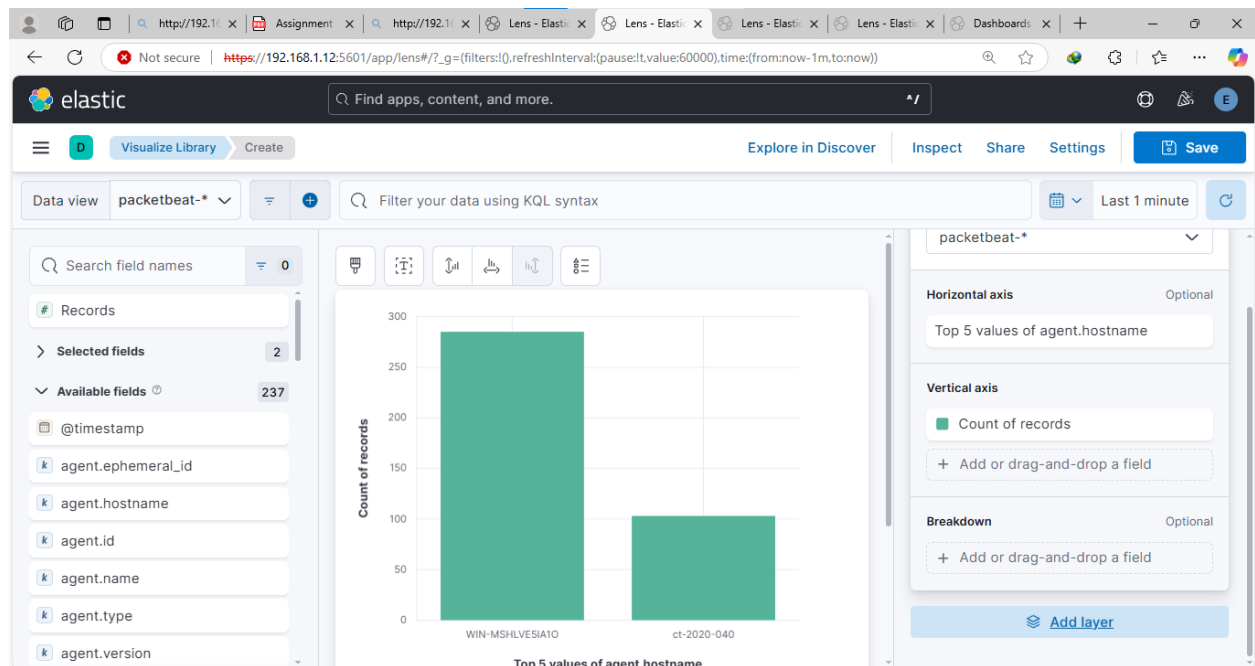 http://192.16
Assignment
http://192.16
Lens - Elastic
Lens - Elastic
Lens - Elastic
Lens - Elastic
Dashboards
Not secure https://192.168.1.12:5601/app/lens#/?_g=(filters:!(),refreshInterval:(pause:!t,value:60000),time:(from:now-1m,to:now))
elastic
Find apps, content, and more.
^/
E
D
Visualize Library
Create
Explore in Discover
Inspect
Share
Settings
Save
Data view
packetbeat-*
Filter your data using KQL syntax
Last 1 minute
Search field names
0
Records
Selected fields
2
Available fields
237
@timestamp
k agent.ephemeral_id
k agent.hostname
k agent.id
k agent.name
k agent.type
k agent.version
300
250
200
150
100
50
0
Count of records
WIN-MSHLVE5IA1O
ct-2020-040
Top 5 values of agent.hostname
packetbeat-*
Horizontal axis
Optional
Top 5 values of agent.hostname
Vertical axis
Count of records
+ Add or drag-and-drop a field
Breakdown
Optional
+ Add or drag-and-drop a field
Add layer